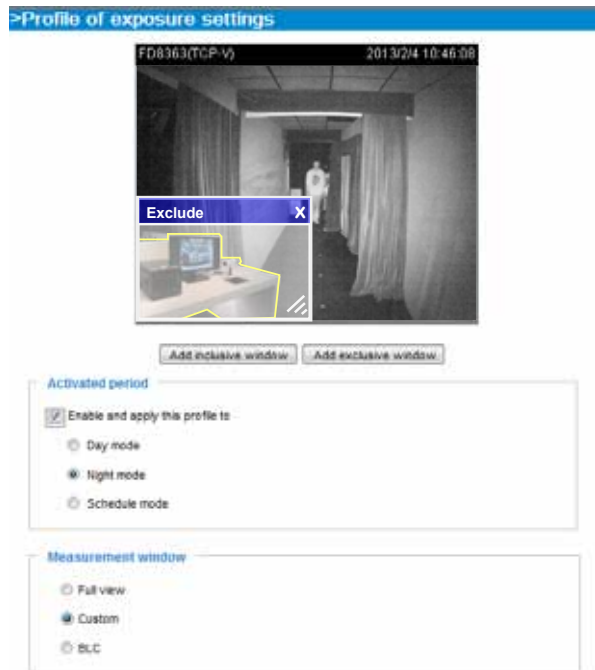 >Profile of exposure settings
FD8363(TCP-V) 2013/2/4 10:46:08
Exclude X
Add inclusive window Add exclusive window
Activated period
Enable and apply this profile to
Day mode
Night mode
Schedule mode
Measurement window
Full view
Custom
BLC